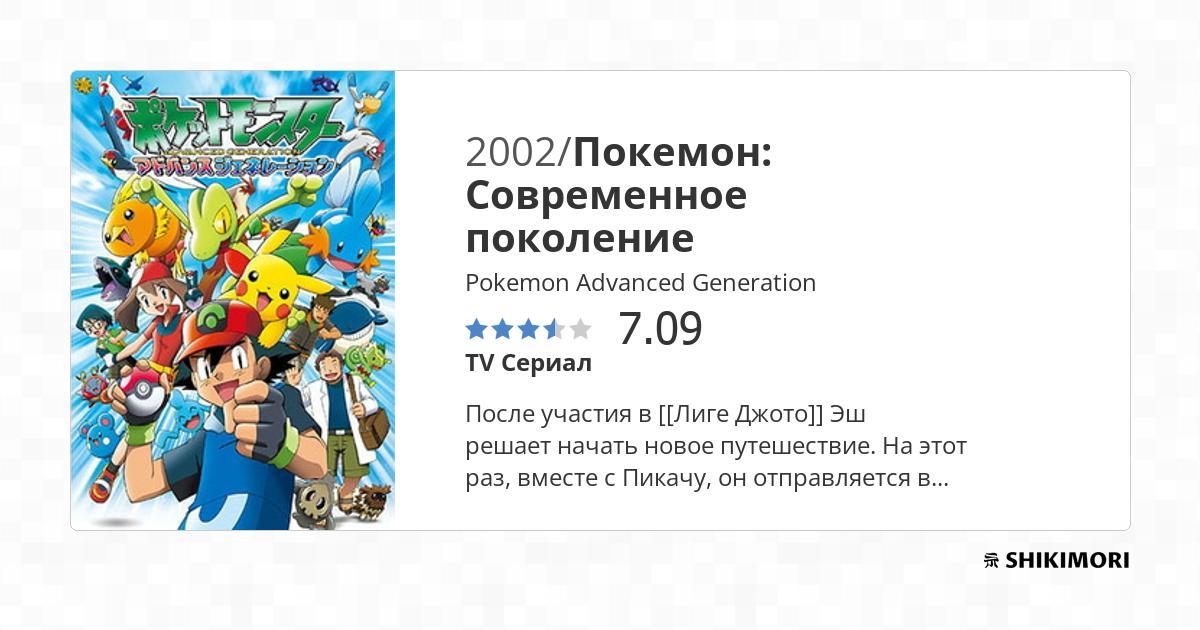 ポケットモンスター
ADVANCED GENERATION
アドバンスジェネレーション
2002/Покемон:
Современное
поколение
Pokemon Advanced Generation
7.09
TV Сериал
После участия в [[Лиге Джото]] Эш
решает начать новое путешествие. На этот
раз, вместе с Пикачу, он отправляется в...
SHIKIMORI